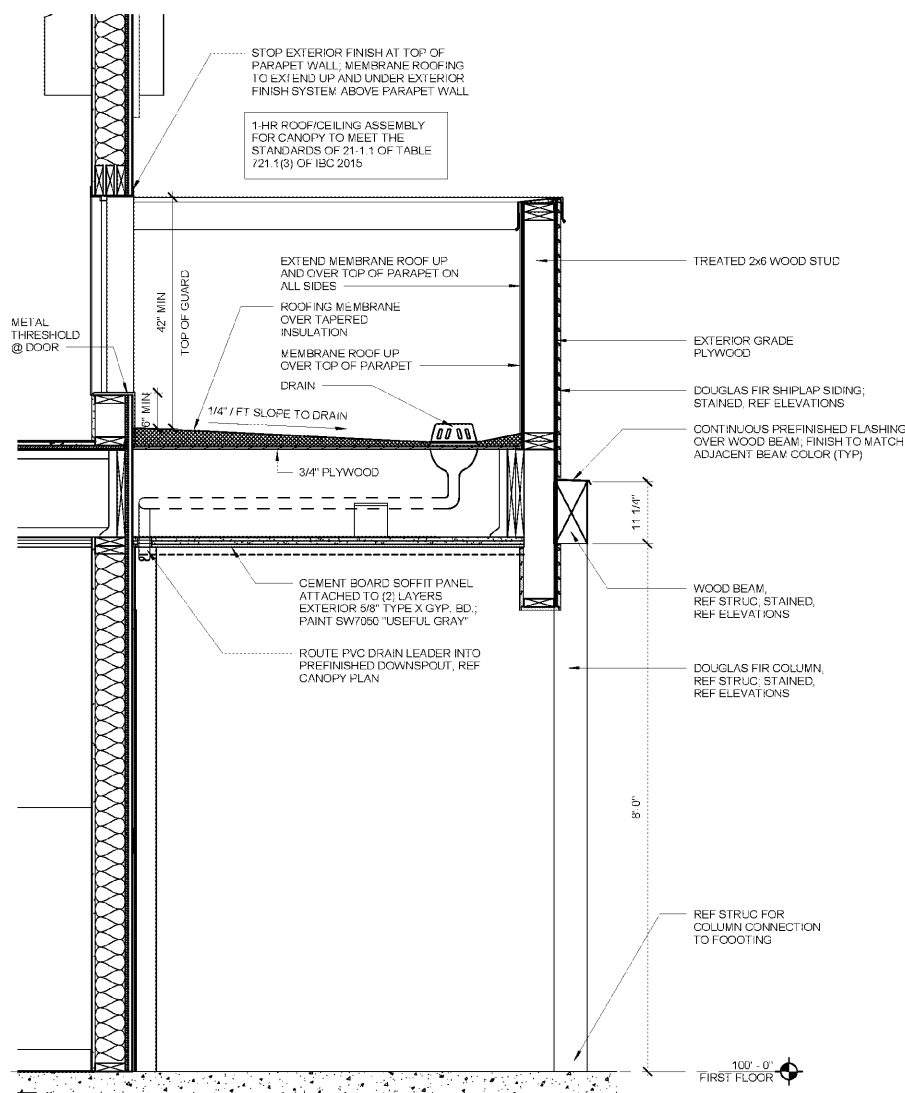 STOP EXTERIOR FINISH AT TOP OF
PARAPET WALL; MEMBRANE ROOFING
TO EXTEND UP AND UNDER EXTERIOR
FINISH SYSTEM ABOVE PARAPET WALL
1-HR ROOF/CEILING ASSEMBLY
FOR CANOPY TO MEET THE
STANDARDS OF 21-1.1 OF TABLE
721.1(3) OF IBC 2015
EXTEND MEMBRANE ROOF UP
AND OVER TOP OF PARAPET ON
ALL SIDES
TREATED 2x6 WOOD STUD
42" MIN
TOP OF GUARD
ROOFING MEMBRANE
OVER TAPERED
INSULATION
METAL
THRESHOLD
@ DOOR
EXTERIOR GRADE
PLYWOOD
MEMBRANE ROOF UP
OVER TOP OF PARAPET
DRAIN
DOUGLAS FIR SHIPLAP SIDING;
STAINED, REF ELEVATIONS
6" MIN
1/4" / FT SLOPE TO DRAIN
CONTINUOUS PREFINISHED FLASHING
OVER WOOD BEAM; FINISH TO MATCH
ADJACENT BEAM COLOR (TYP)
3/4" PLYWOOD
11 1/4"
CEMENT BOARD SOFFIT PANEL
ATTACHED TO (2) LAYERS
EXTERIOR 5/8" TYPE X GYP. BD.;
PAINT SW7050 "USEFUL GRAY"
WOOD BEAM,
REF STRUC; STAINED,
REF ELEVATIONS
ROUTE PVC DRAIN LEADER INTO
PREFINISHED DOWNSPOUT, REF
CANOPY PLAN
DOUGLAS FIR COLUMN,
REF STRUC; STAINED,
REF ELEVATIONS
8'-0"
REF STRUC FOR
COLUMN CONNECTION
TO FOOOTING
100' - 0"
FIRST FLOOR